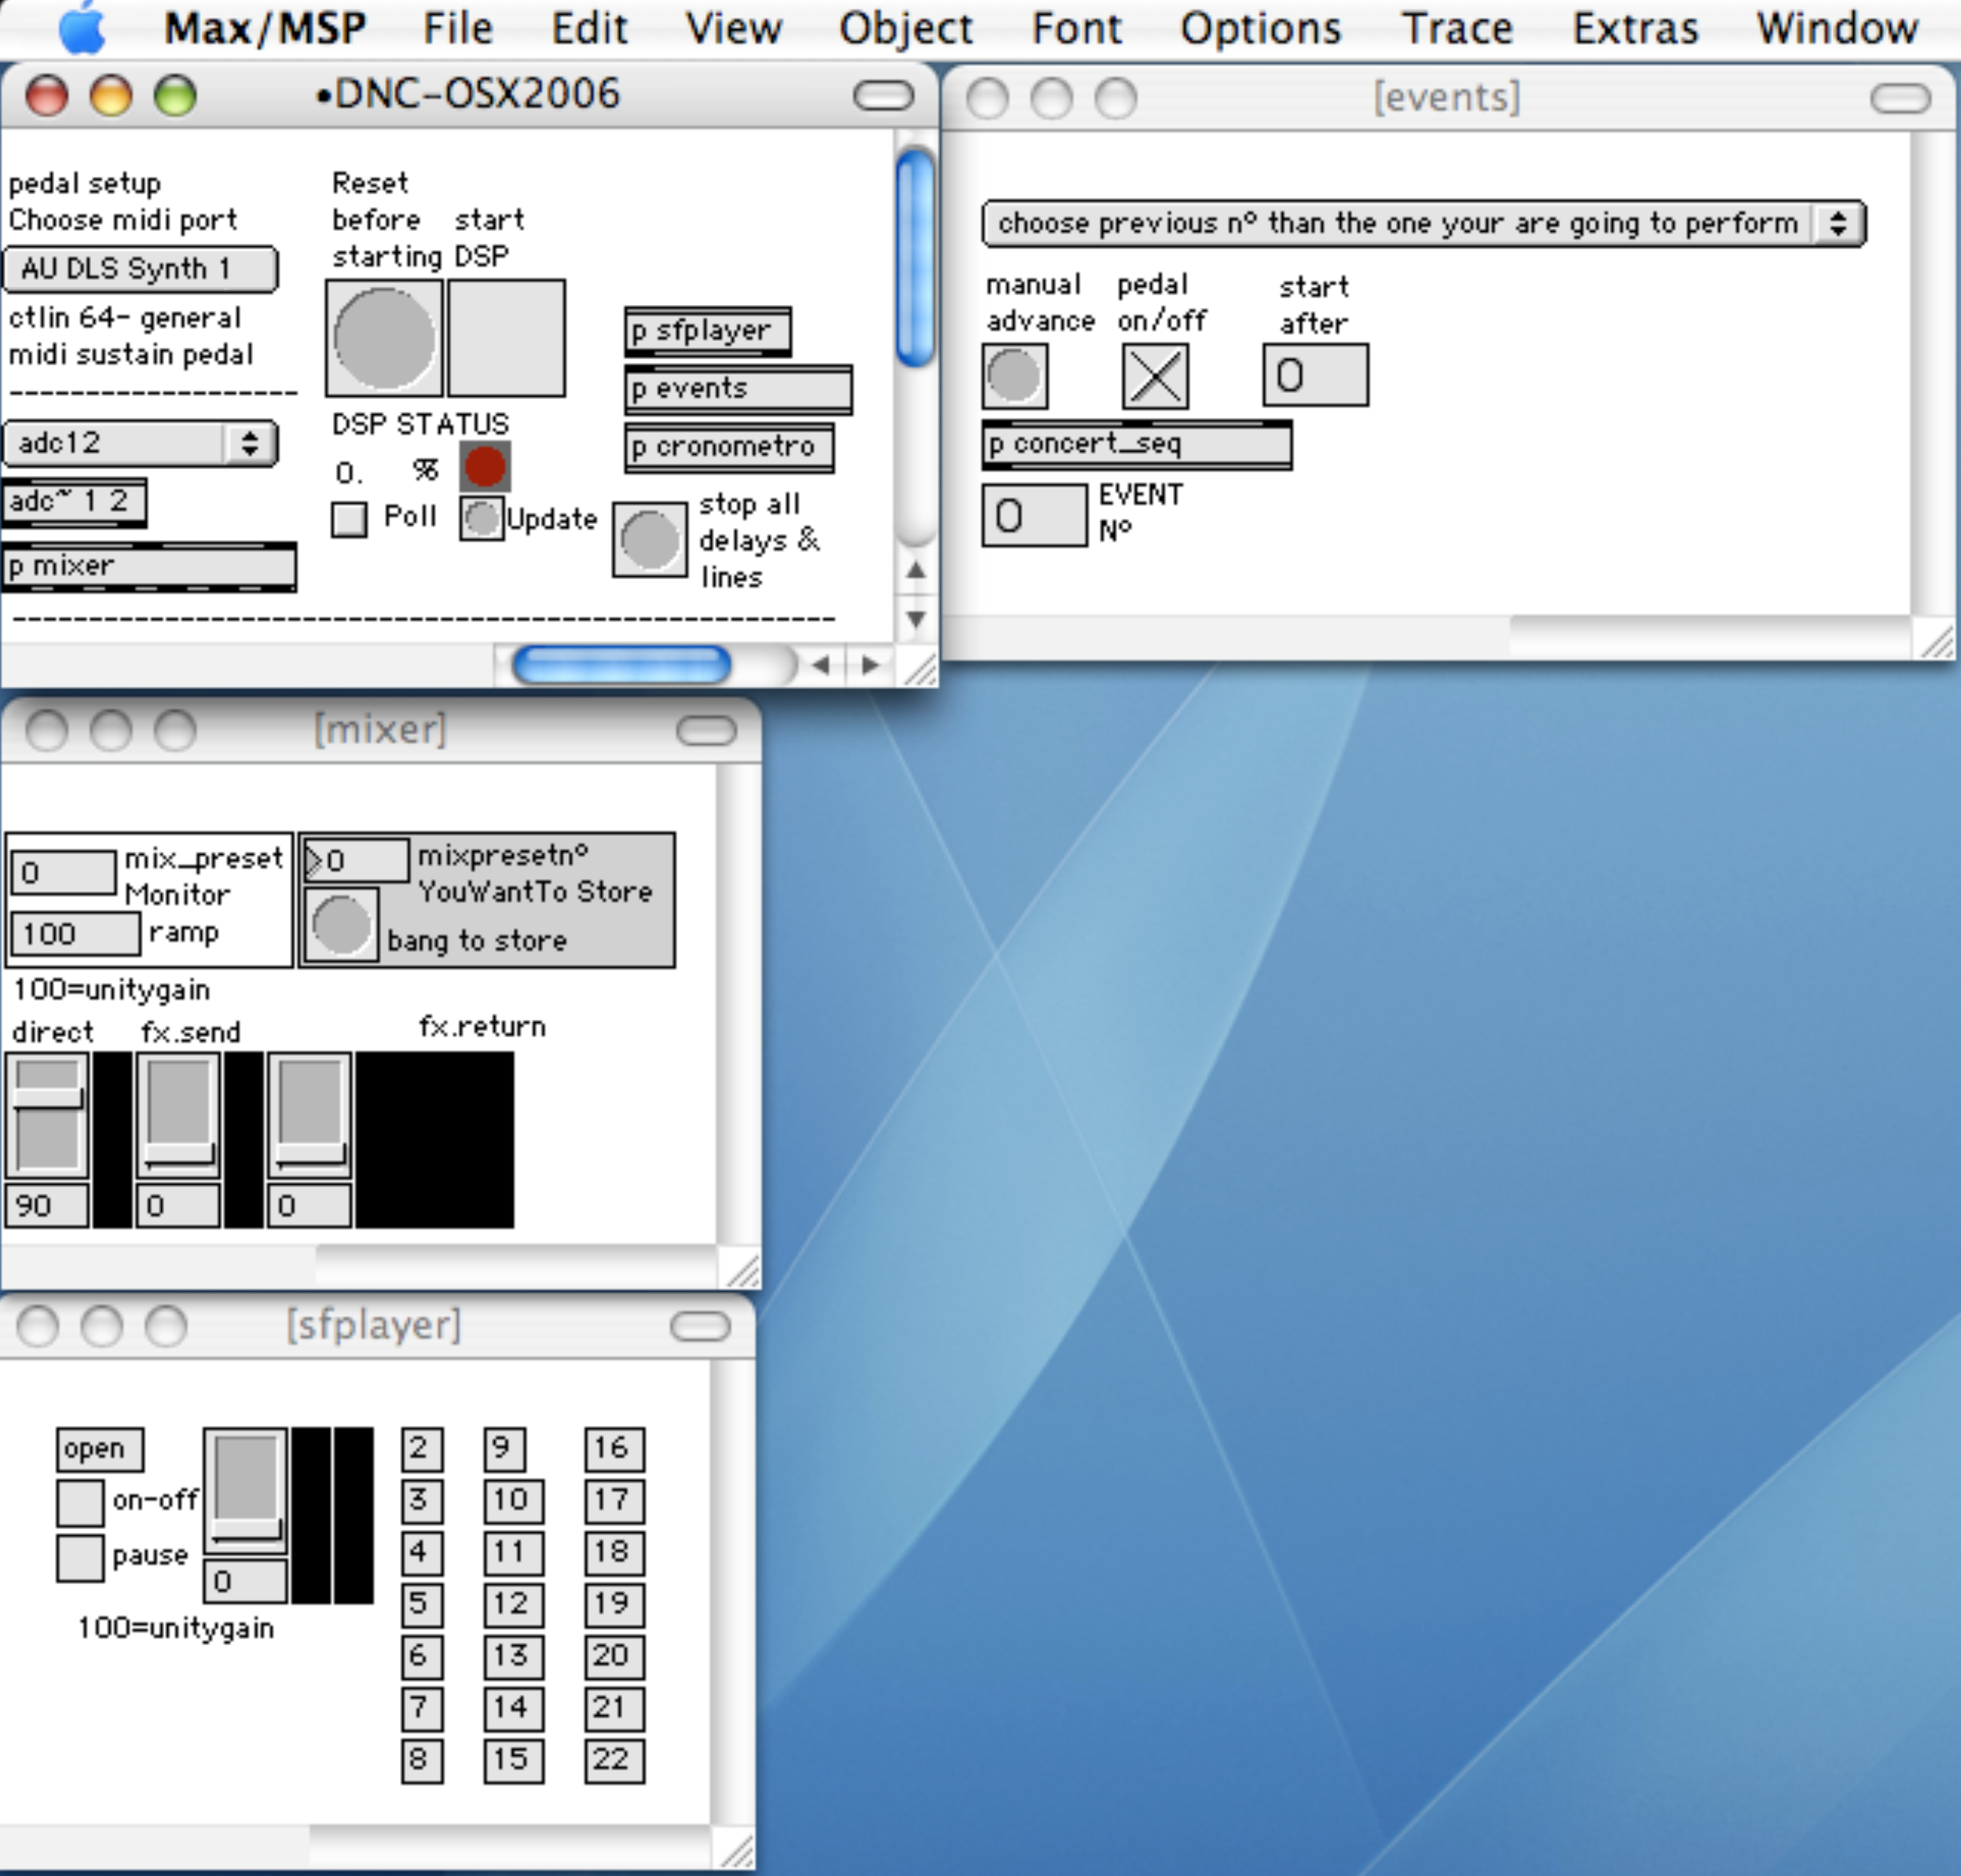 Max/MSP File Edit View Object Font Options Trace Extras Window
•DNC-OSX2006
pedal setup
Choose midi port
AU DLS Synth 1
ctlin 64- general
midi sustain pedal
-------------------
adc12
adc~ 1 2
p mixer
Reset
before
starting
start
DSP
DSP STATUS
0. %
Poll
Update
p sfplayer
p events
p cronometro
stop all
delays &
lines
[events]
choose previous nº than the one your are going to perform
manual
advance
pedal
on/off
start
after
0
p concert_seq
0
EVENT
Nº
[mixer]
0
mix_preset
Monitor
100
ramp
0
mixpresetnº
YouWantTo Store
bang to store
100=unitygain
direct
fx.send
fx.return
90
0
0
[sfplayer]
open
on-off
pause
0
100=unitygain
2 9 16
3 10 17
4 11 18
5 12 19
6 13 20
7 14 21
8 15 22